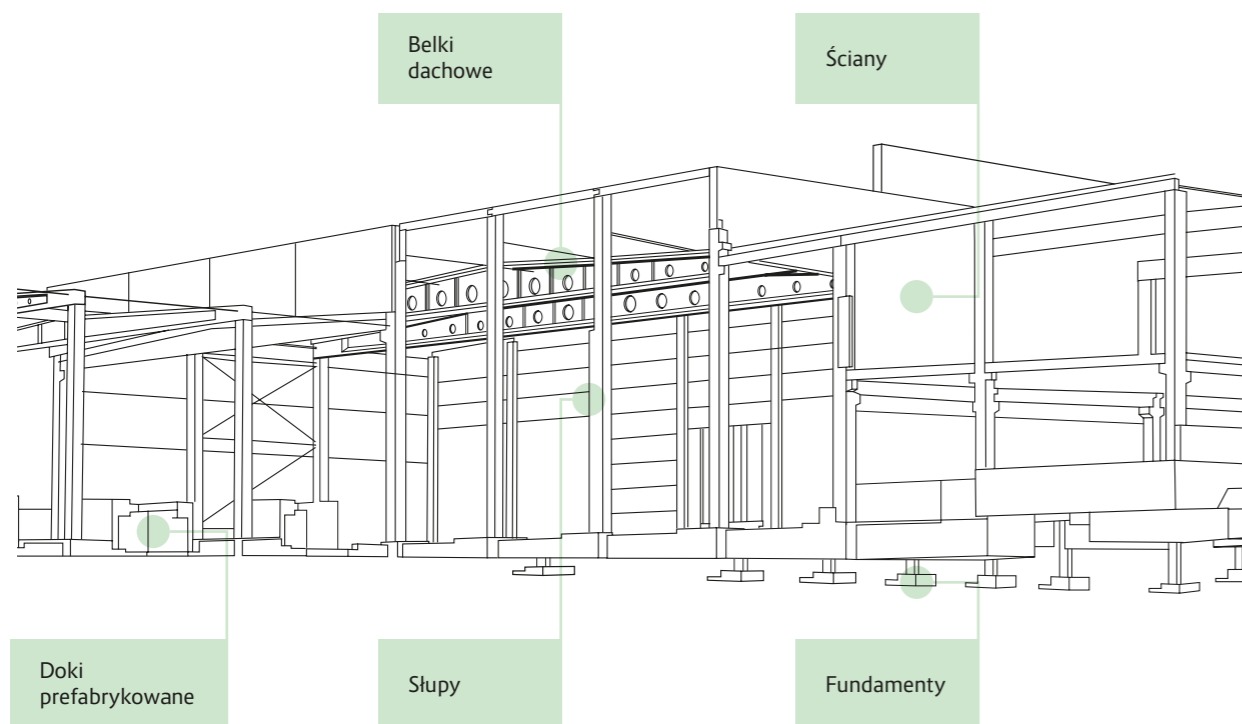 Belki
dachowe
Ściany
Doki
prefabrykowane
Słupy
Fundamenty